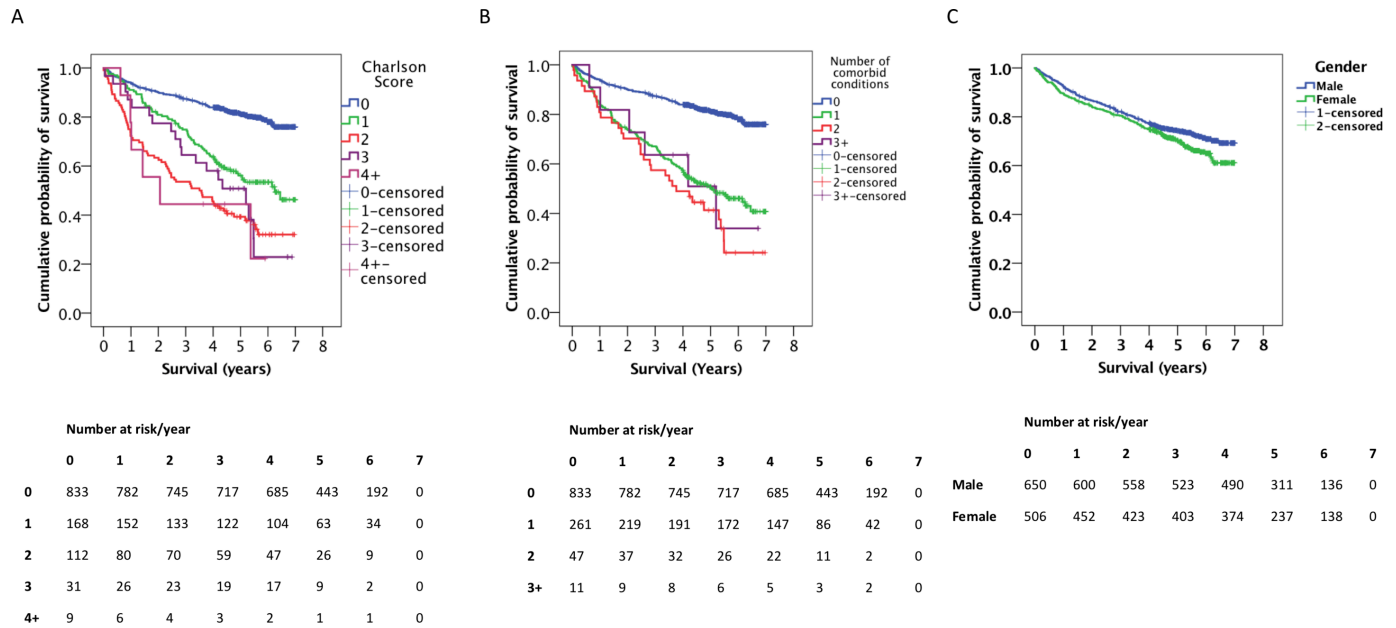 A
Cumulative probability of survival
1.0
0.8
0.6
0.4
0.2
0.0
0 1 2 3 4 5 6 7 8
Survival (years)
Charlson
Score
0
1
2
3
4+
0-censored
1-censored
2-censored
3-censored
4+-
censored
Number at risk/year
0 1 2 3 4 5 6 7
0 833 782 745 717 685 443 192 0
1 168 152 133 122 104 63 34 0
2 112 80 70 59 47 26 9 0
3 31 26 23 19 17 9 2 0
4+ 9 6 4 3 2 1 1 0
B
Cumulative probability of survival
1.0
0.8
0.6
0.4
0.2
0.0
0 1 2 3 4 5 6 7 8
Survival (Years)
Number of
comorbid
conditions
0
1
2
3+
0-censored
1-censored
2-censored
3+-censored
Number at risk/year
0 1 2 3 4 5 6 7
0 833 782 745 717 685 443 192 0
1 261 219 191 172 147 86 42 0
2 47 37 32 26 22 11 2 0
3+ 11 9 8 6 5 3 2 0
C
Cumulative probability of survival
1.0
0.8
0.6
0.4
0.2
0.0
0 1 2 3 4 5 6 7 8
Survival (years)
Gender
Male
Female
1-censored
2-censored
Number at risk/year
0 1 2 3 4 5 6 7
Male 650 600 558 523 490 311 136 0
Female 506 452 423 403 374 237 138 0